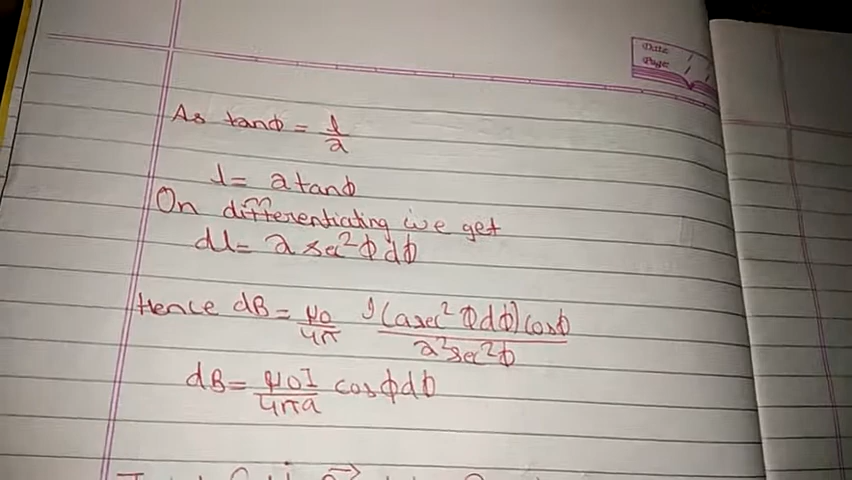 Date
Page
As tanϕ = l/a
l = a tanϕ
On differentiating we get
dl = a sec²ϕ dϕ
Hence dB = μ0/4π I(a sec²ϕ dϕ) cosϕ / a² sec²ϕ
dB = μ0I/4πa cosϕ dϕ